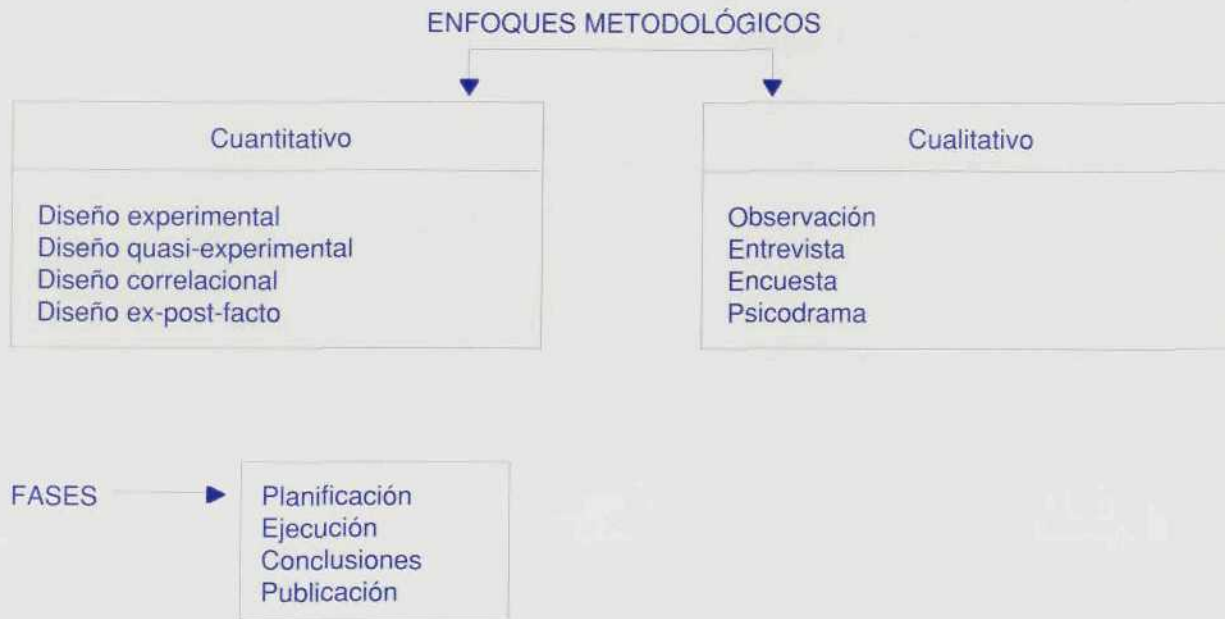 ENFOQUES METODOLÓGICOS
Cuantitativo
Diseño experimental
Diseño quasi-experimental
Diseño correlacional
Diseño ex-post-facto
Cualitativo
Observación
Entrevista
Encuesta
Psicodrama
FASES
Planificación
Ejecución
Conclusiones
Publicación